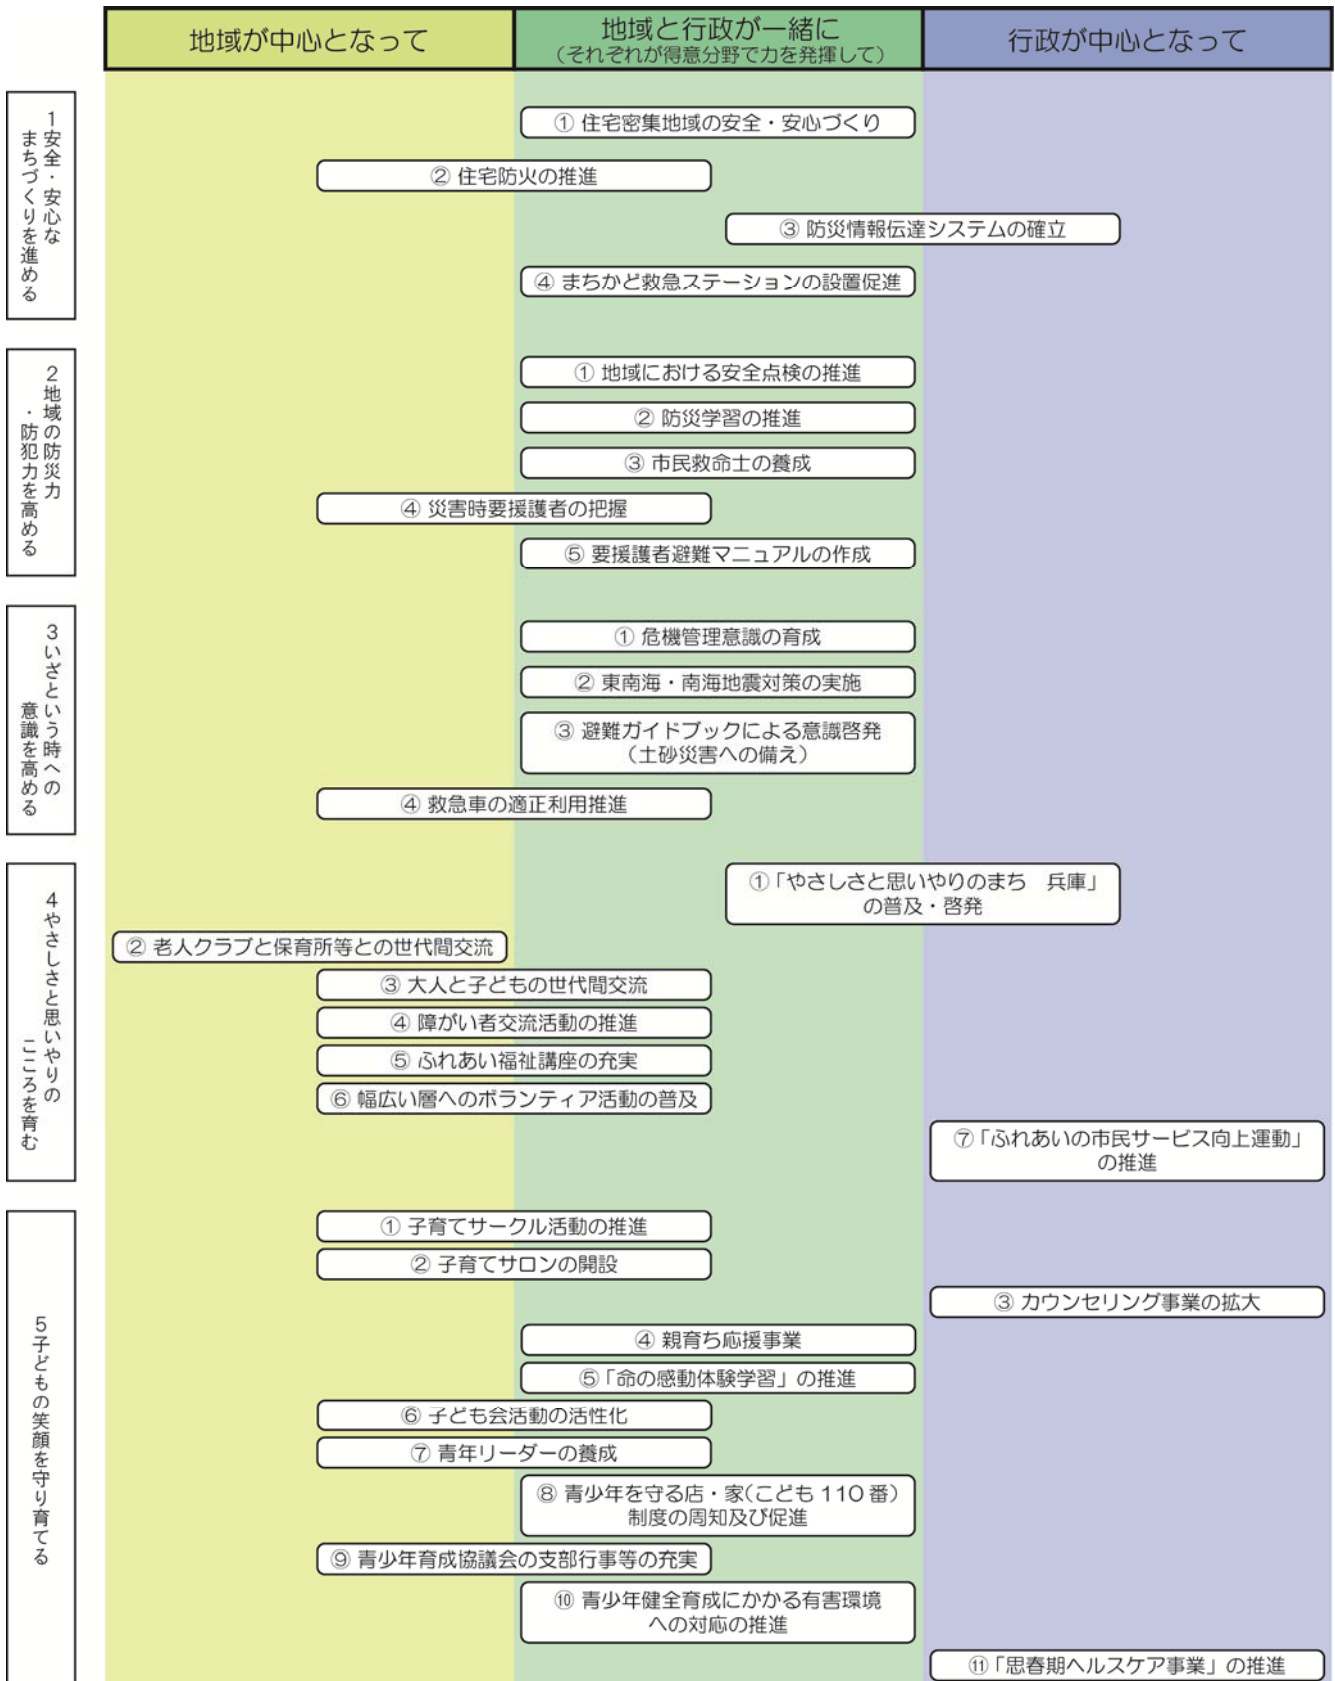 地域が中心となって
地域と行政が一緒に
（それぞれが得意分野で力を発揮して）
行政が中心となって
1安全・安心な
まちづくりを進める
① 住宅密集地域の安全・安心づくり
② 住宅防火の推進
③ 防災情報伝達システムの確立
④ まちかど救急ステーションの設置促進
2地域の防災力
・防犯力を高める
① 地域における安全点検の推進
② 防災学習の推進
③ 市民救命士の養成
④ 災害時要援護者の把握
⑤ 要援護者避難マニュアルの作成
3いざという時への
意識を高める
① 危機管理意識の育成
② 東南海・南海地震対策の実施
③ 避難ガイドブックによる意識啓発
（土砂災害への備え）
④ 救急車の適正利用推進
4やさしさと思いやりの
こころを育む
①「やさしさと思いやりのまち　兵庫」
の普及・啓発
② 老人クラブと保育所等との世代間交流
③ 大人と子どもの世代間交流
④ 障がい者交流活動の推進
⑤ ふれあい福祉講座の充実
⑥ 幅広い層へのボランティア活動の普及
⑦「ふれあいの市民サービス向上運動」
の推進
5子どもの笑顔を守り育てる
① 子育てサークル活動の推進
② 子育てサロンの開設
③ カウンセリング事業の拡大
④ 親育ち応援事業
⑤「命の感動体験学習」の推進
⑥ 子ども会活動の活性化
⑦ 青年リーダーの養成
⑧ 青少年を守る店・家（こども 110 番）
制度の周知及び促進
⑨ 青少年育成協議会の支部行事等の充実
⑩ 青少年健全育成にかかる有害環境
への対応の推進
⑪「思春期ヘルスケア事業」の推進